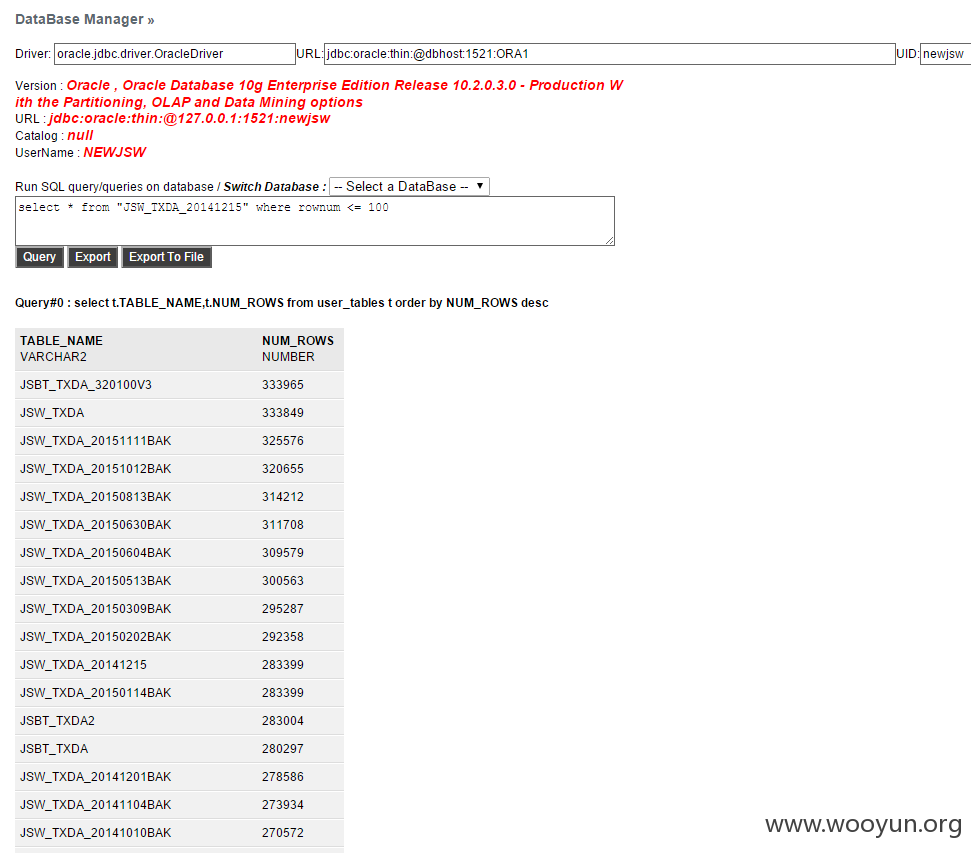 DataBase Manager »
Driver: oracle.jdbc.driver.OracleDriver URL: jdbc:oracle:thin:@dbhost:1521:ORA1 UID: newjsw
Version : Oracle , Oracle Database 10g Enterprise Edition Release 10.2.0.3.0 - Production W
ith the Partitioning, OLAP and Data Mining options
URL : jdbc:oracle:thin:@127.0.0.1:1521:newjsw
Catalog : null
UserName : NEWJSW
Run SQL query/queries on database / Switch Database : -- Select a DataBase -- ▼
select * from "JSW_TXDA_20141215" where rownum <= 100
Query Export Export To File
Query#0 : select t.TABLE_NAME,t.NUM_ROWS from user_tables t order by NUM_ROWS desc
TABLE_NAME NUM_ROWS
VARCHAR2 NUMBER
JSBT_TXDA_320100V3 333965
JSW_TXDA 333849
JSW_TXDA_20151111BAK 325576
JSW_TXDA_20151012BAK 320655
JSW_TXDA_20150813BAK 314212
JSW_TXDA_20150630BAK 311708
JSW_TXDA_20150604BAK 309579
JSW_TXDA_20150513BAK 300563
JSW_TXDA_20150309BAK 295287
JSW_TXDA_20150202BAK 292358
JSW_TXDA_20141215 283399
JSW_TXDA_20150114BAK 283399
JSBT_TXDA2 283004
JSBT_TXDA 280297
JSW_TXDA_20141201BAK 278586
JSW_TXDA_20141104BAK 273934
JSW_TXDA_20141010BAK 270572
www.wooyun.org